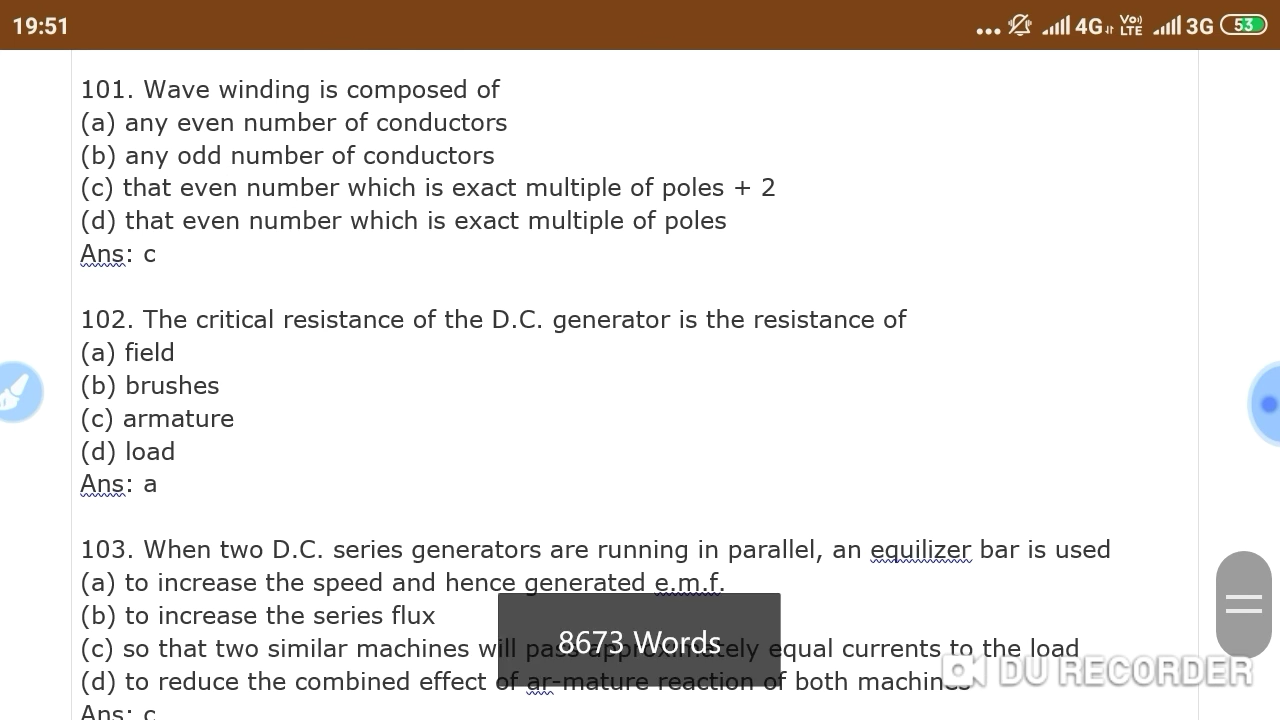 19:51
... 4G Vo) LTE 3G 53
101. Wave winding is composed of
(a) any even number of conductors
(b) any odd number of conductors
(c) that even number which is exact multiple of poles + 2
(d) that even number which is exact multiple of poles
Ans: c
102. The critical resistance of the D.C. generator is the resistance of
(a) field
(b) brushes
(c) armature
(d) load
Ans: a
103. When two D.C. series generators are running in parallel, an equilizer bar is used
(a) to increase the speed and hence generated e.m.f.
(b) to increase the series flux
(c) so that two similar machines will pass approximately equal currents to the load
8673 Words
(d) to reduce the combined effect of ar-mature reaction of both machines
DU RECORDER
Ans: c